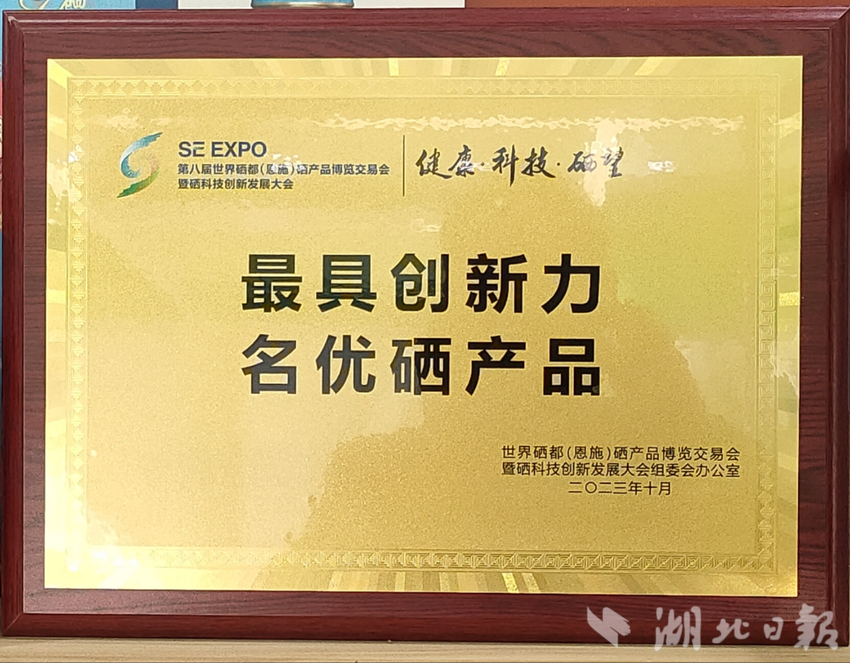 SE EXPO
第八届世界硒都(恩施)硒产品博览交易会
暨硒科技创新发展大会
健康·科技·硒望
最具创新力
名优硒产品
世界硒都(恩施)硒产品博览交易会
暨硒科技创新发展大会组委会办公室
二〇二三年十月
湖北日報